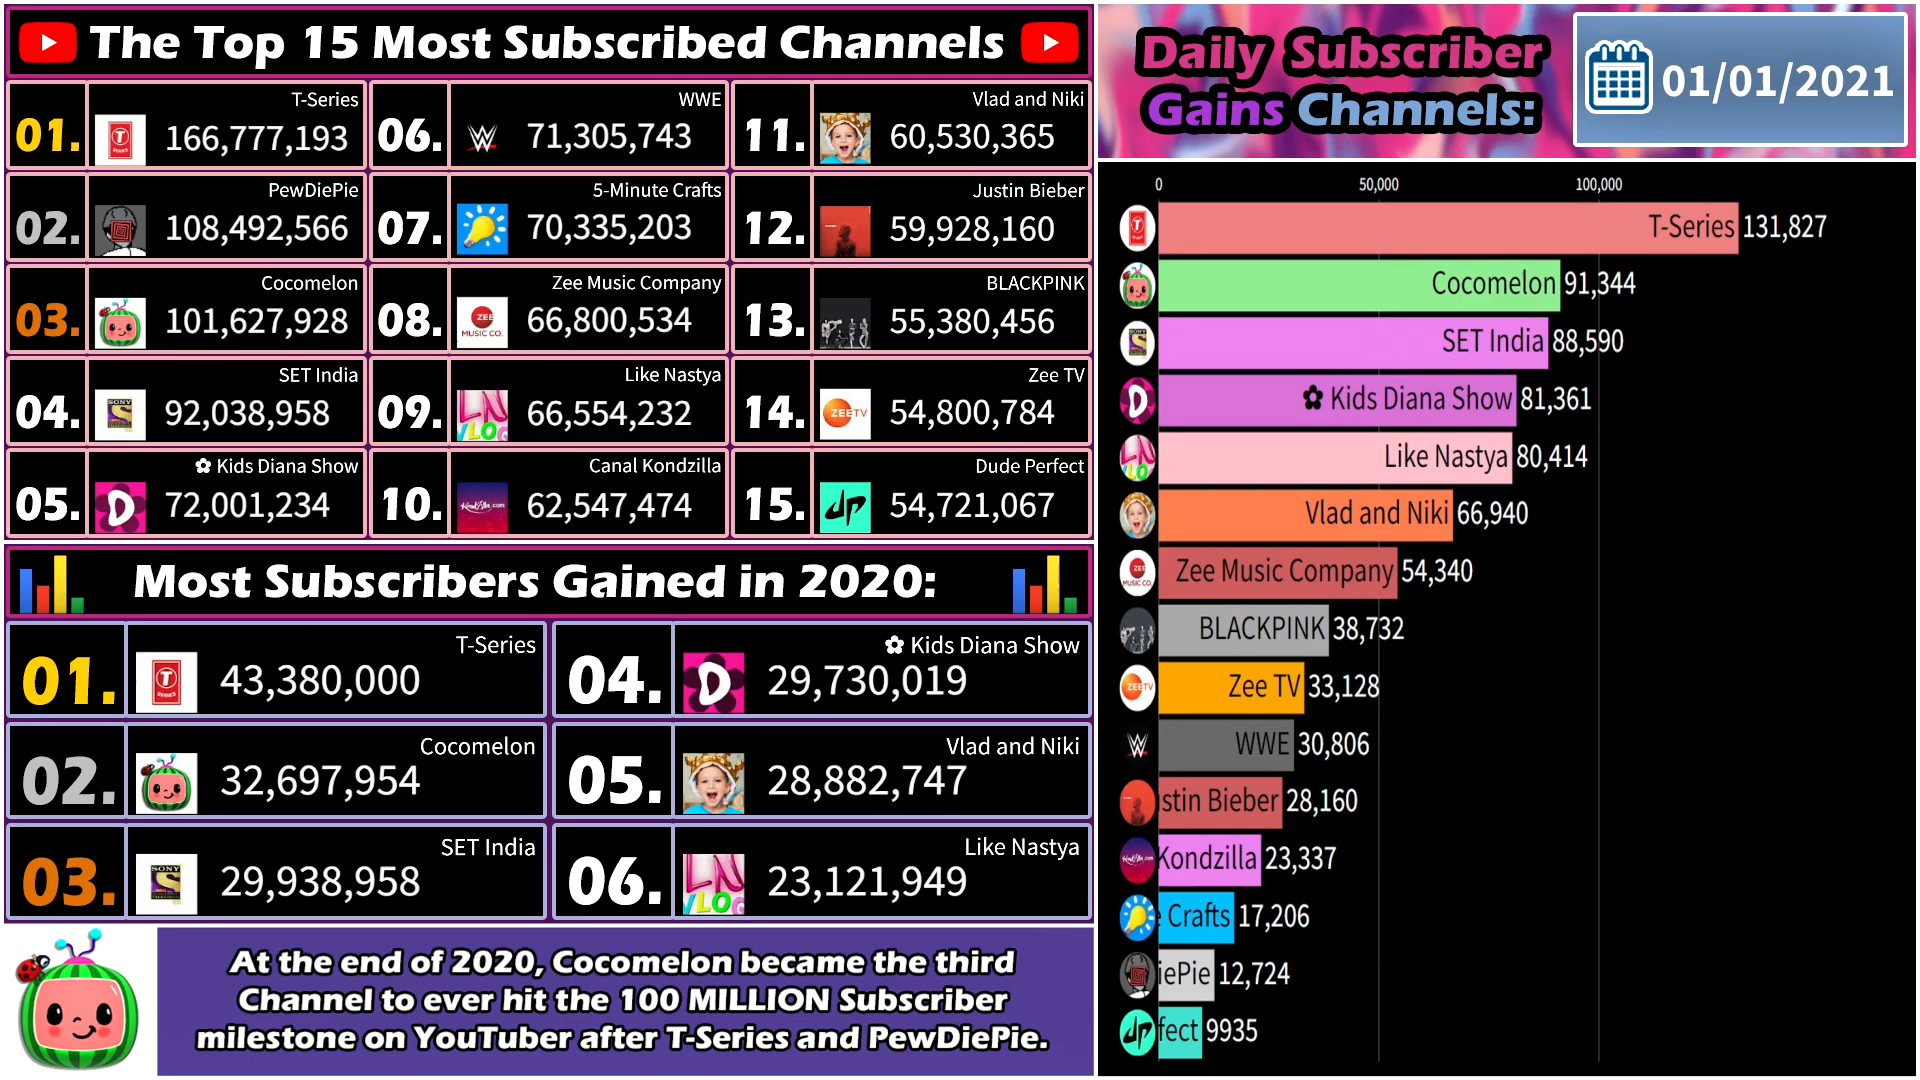 The Top 15 Most Subscribed Channels
01.
T-Series
166,777,193
02.
PewDiePie
108,492,566
03.
Cocomelon
101,627,928
04.
SET India
92,038,958
05.
✿ Kids Diana Show
72,001,234
06.
WWE
71,305,743
07.
5-Minute Crafts
70,335,203
08.
Zee Music Company
66,800,534
09.
Like Nastya
66,554,232
10.
Canal Kondzilla
62,547,474
11.
Vlad and Niki
60,530,365
12.
Justin Bieber
59,928,160
13.
BLACKPINK
55,380,456
14.
Zee TV
54,800,784
15.
Dude Perfect
54,721,067
Most Subscribers Gained in 2020:
01.
T-Series
43,380,000
02.
Cocomelon
32,697,954
03.
SET India
29,938,958
04.
✿ Kids Diana Show
29,730,019
05.
Vlad and Niki
28,882,747
06.
Like Nastya
23,121,949
At the end of 2020, Cocomelon became the third
Channel to ever hit the 100 MILLION Subscriber
milestone on YouTuber after T-Series and PewDiePie.
Daily Subscriber
Gains Channels:
01/01/2021
0 50,000 100,000
T-Series 131,827
Cocomelon 91,344
SET India 88,590
✿ Kids Diana Show 81,361
Like Nastya 80,414
Vlad and Niki 66,940
Zee Music Company 54,340
BLACKPINK 38,732
Zee TV 33,128
WWE 30,806
stin Bieber 28,160
Kondzilla 23,337
e Crafts 17,206
iePie 12,724
fect 9935